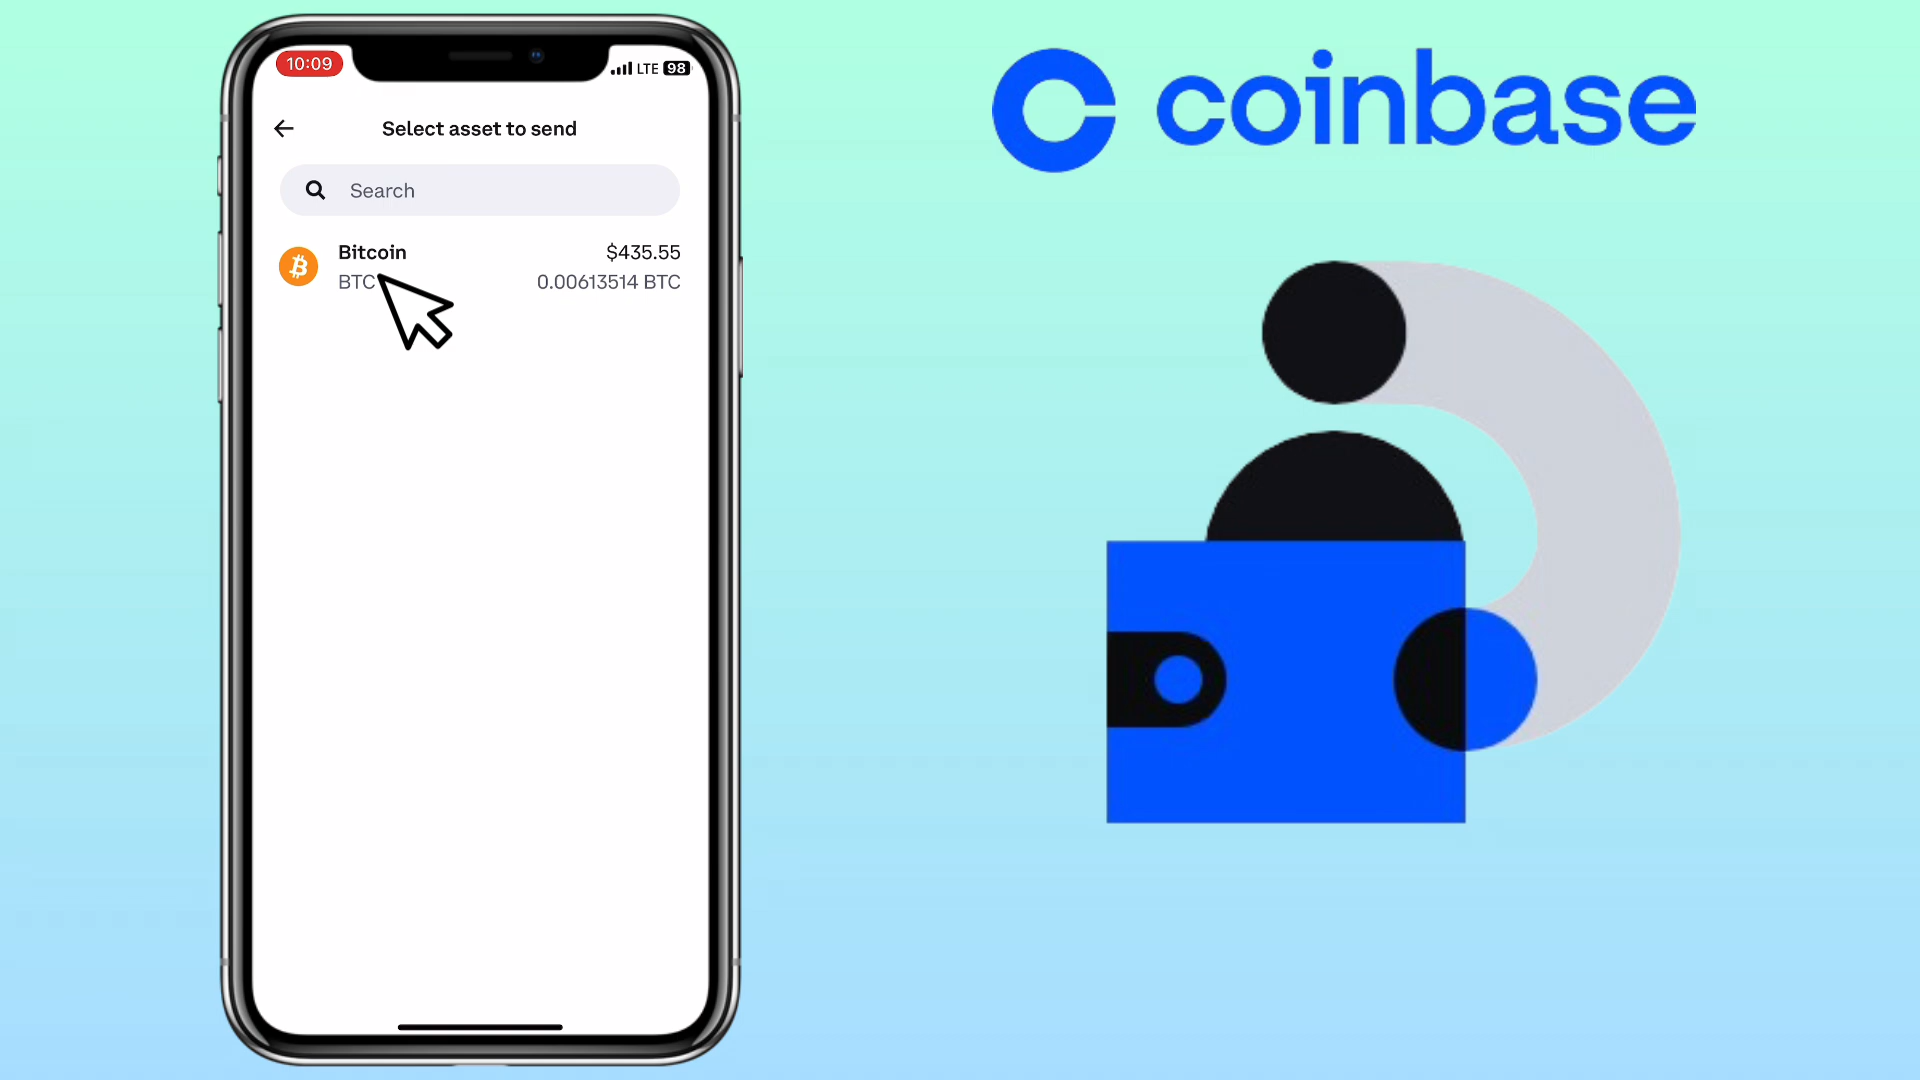 10:09
LTE 98
Select asset to send
Search
Bitcoin $435.55
BTC 0.00613514 BTC
coinbase